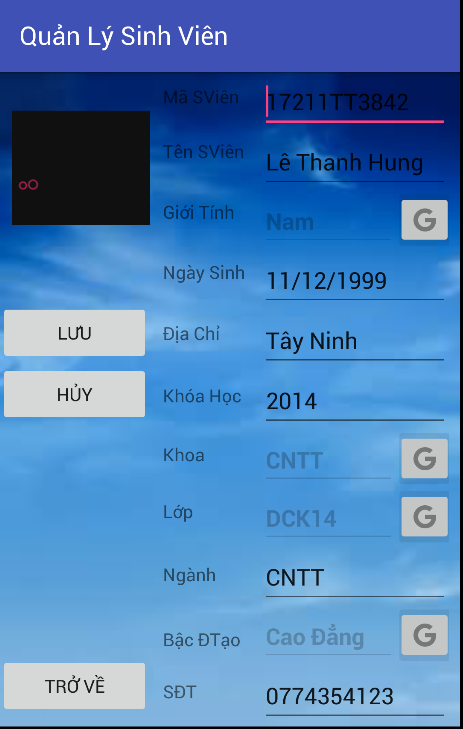 Quản Lý Sinh Viên
Mã SViên
17211TT3842
Tên SViên
Lê Thanh Hung
Giới Tính
Nam
G
Ngày Sinh
11/12/1999
LƯU
Địa Chỉ
Tây Ninh
HỦY
Khóa Học
2014
Khoa
CNTT
G
Lớp
DCK14
G
Ngành
CNTT
Bậc ĐTạo
Cao Đẳng
G
TRỞ VỀ
SĐT
0774354123